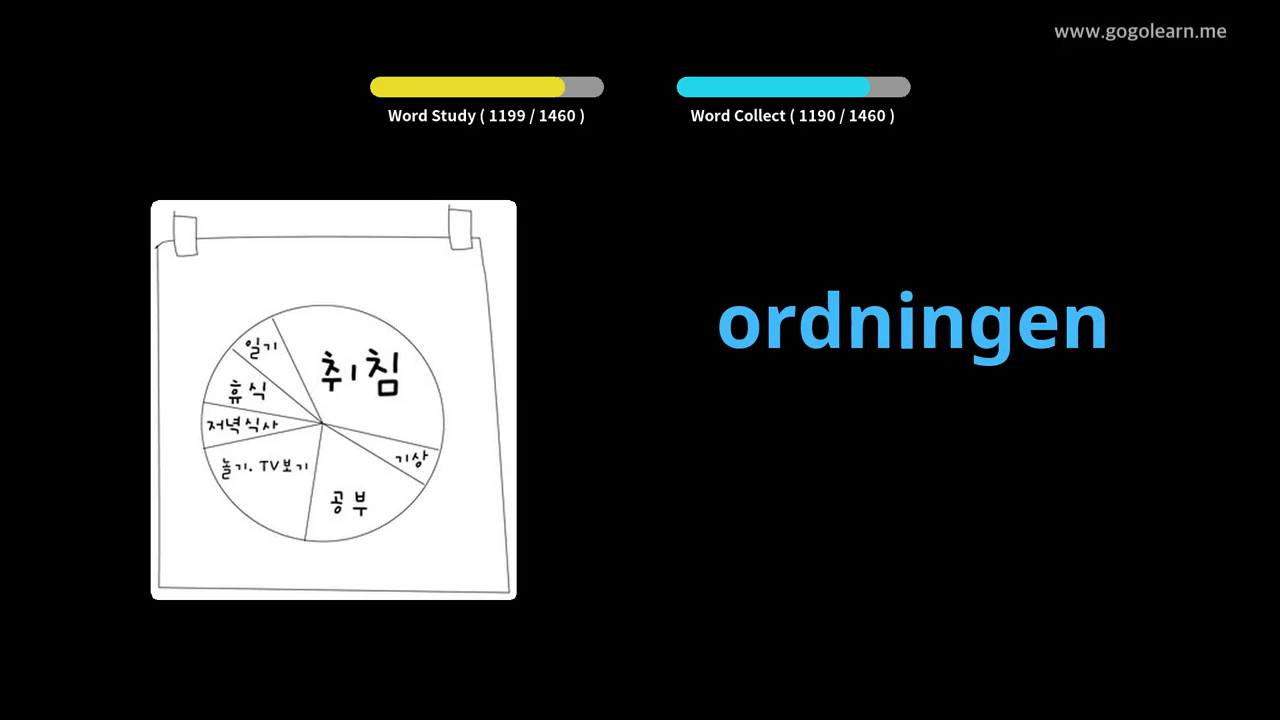 www.gogolearn.me
Word Study ( 1199 / 1460 )
Word Collect ( 1190 / 1460 )
일기
취침
휴식
저녁식사
놀기. TV보기
기상
공부
ordningen